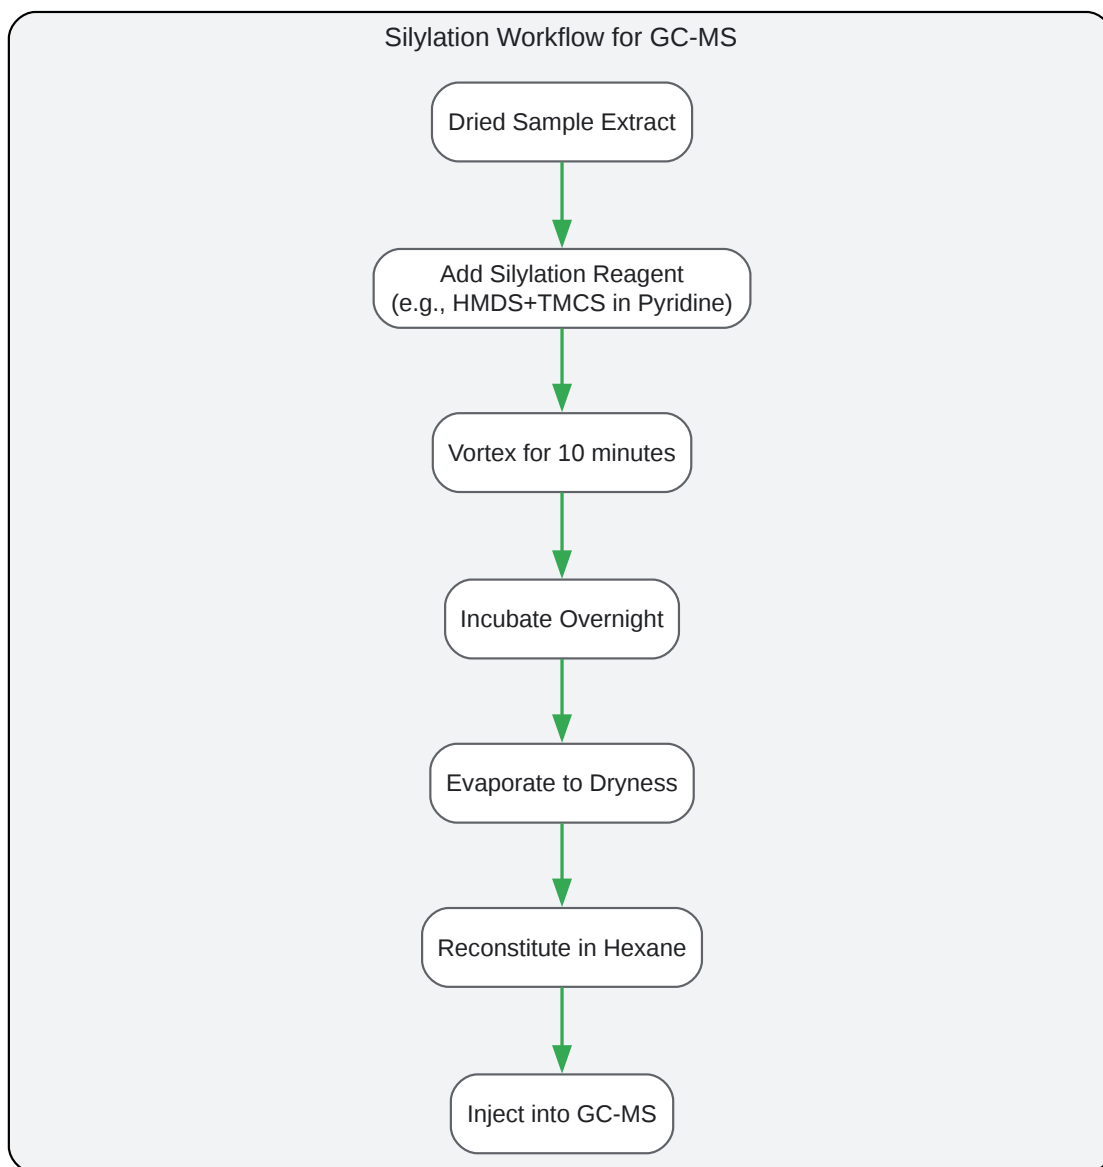 Silylation Workflow for GC-MS
Dried Sample Extract
Add Silylation Reagent
(e.g., HMDS+TMCS in Pyridine)
Vortex for 10 minutes
Incubate Overnight
Evaporate to Dryness
Reconstitute in Hexane
Inject into GC-MS